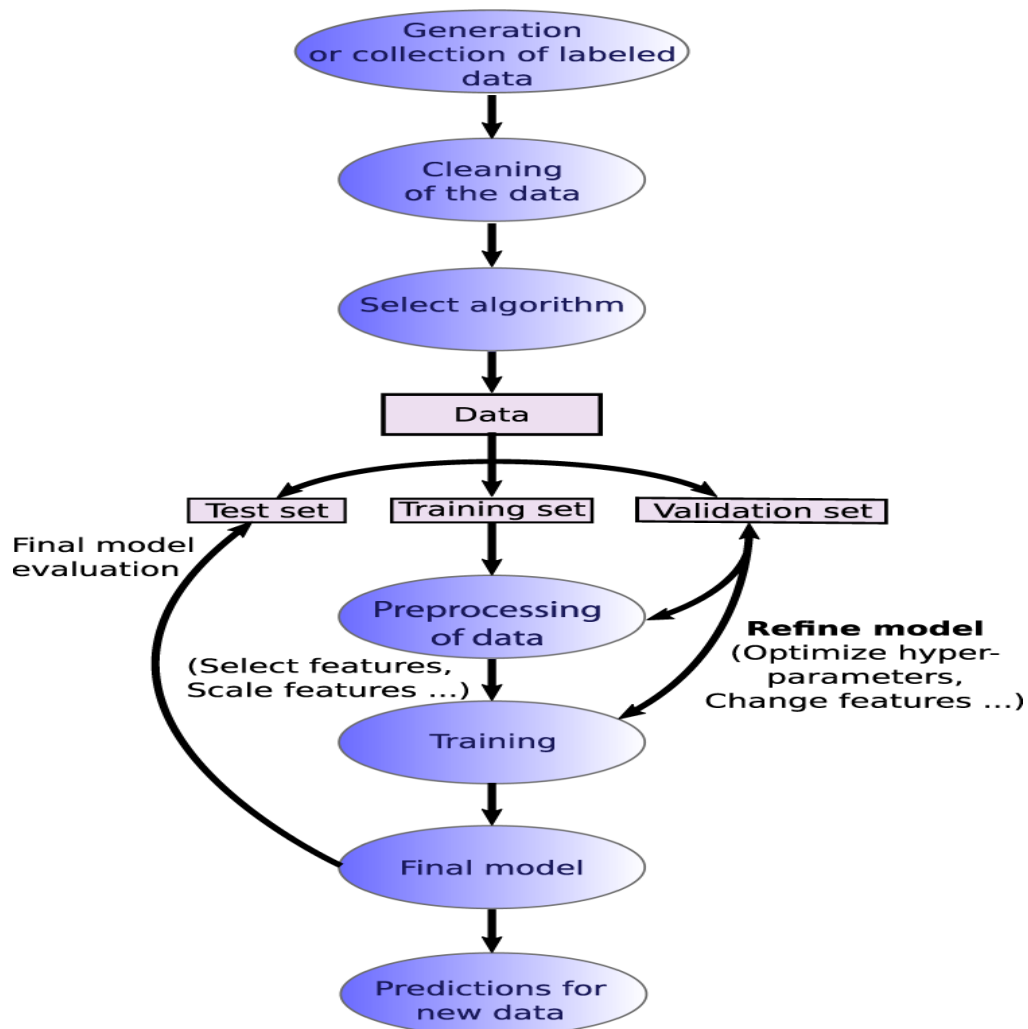 Generation
or collection of labeled
data
Cleaning
of the data
Select algorithm
Data
Test set
Training set
Validation set
Final model
evaluation
Preprocessing
of data
Refine model
(Optimize hyper-
parameters,
Change features ...)
(Select features,
Scale features ...)
Training
Final model
Predictions for
new data